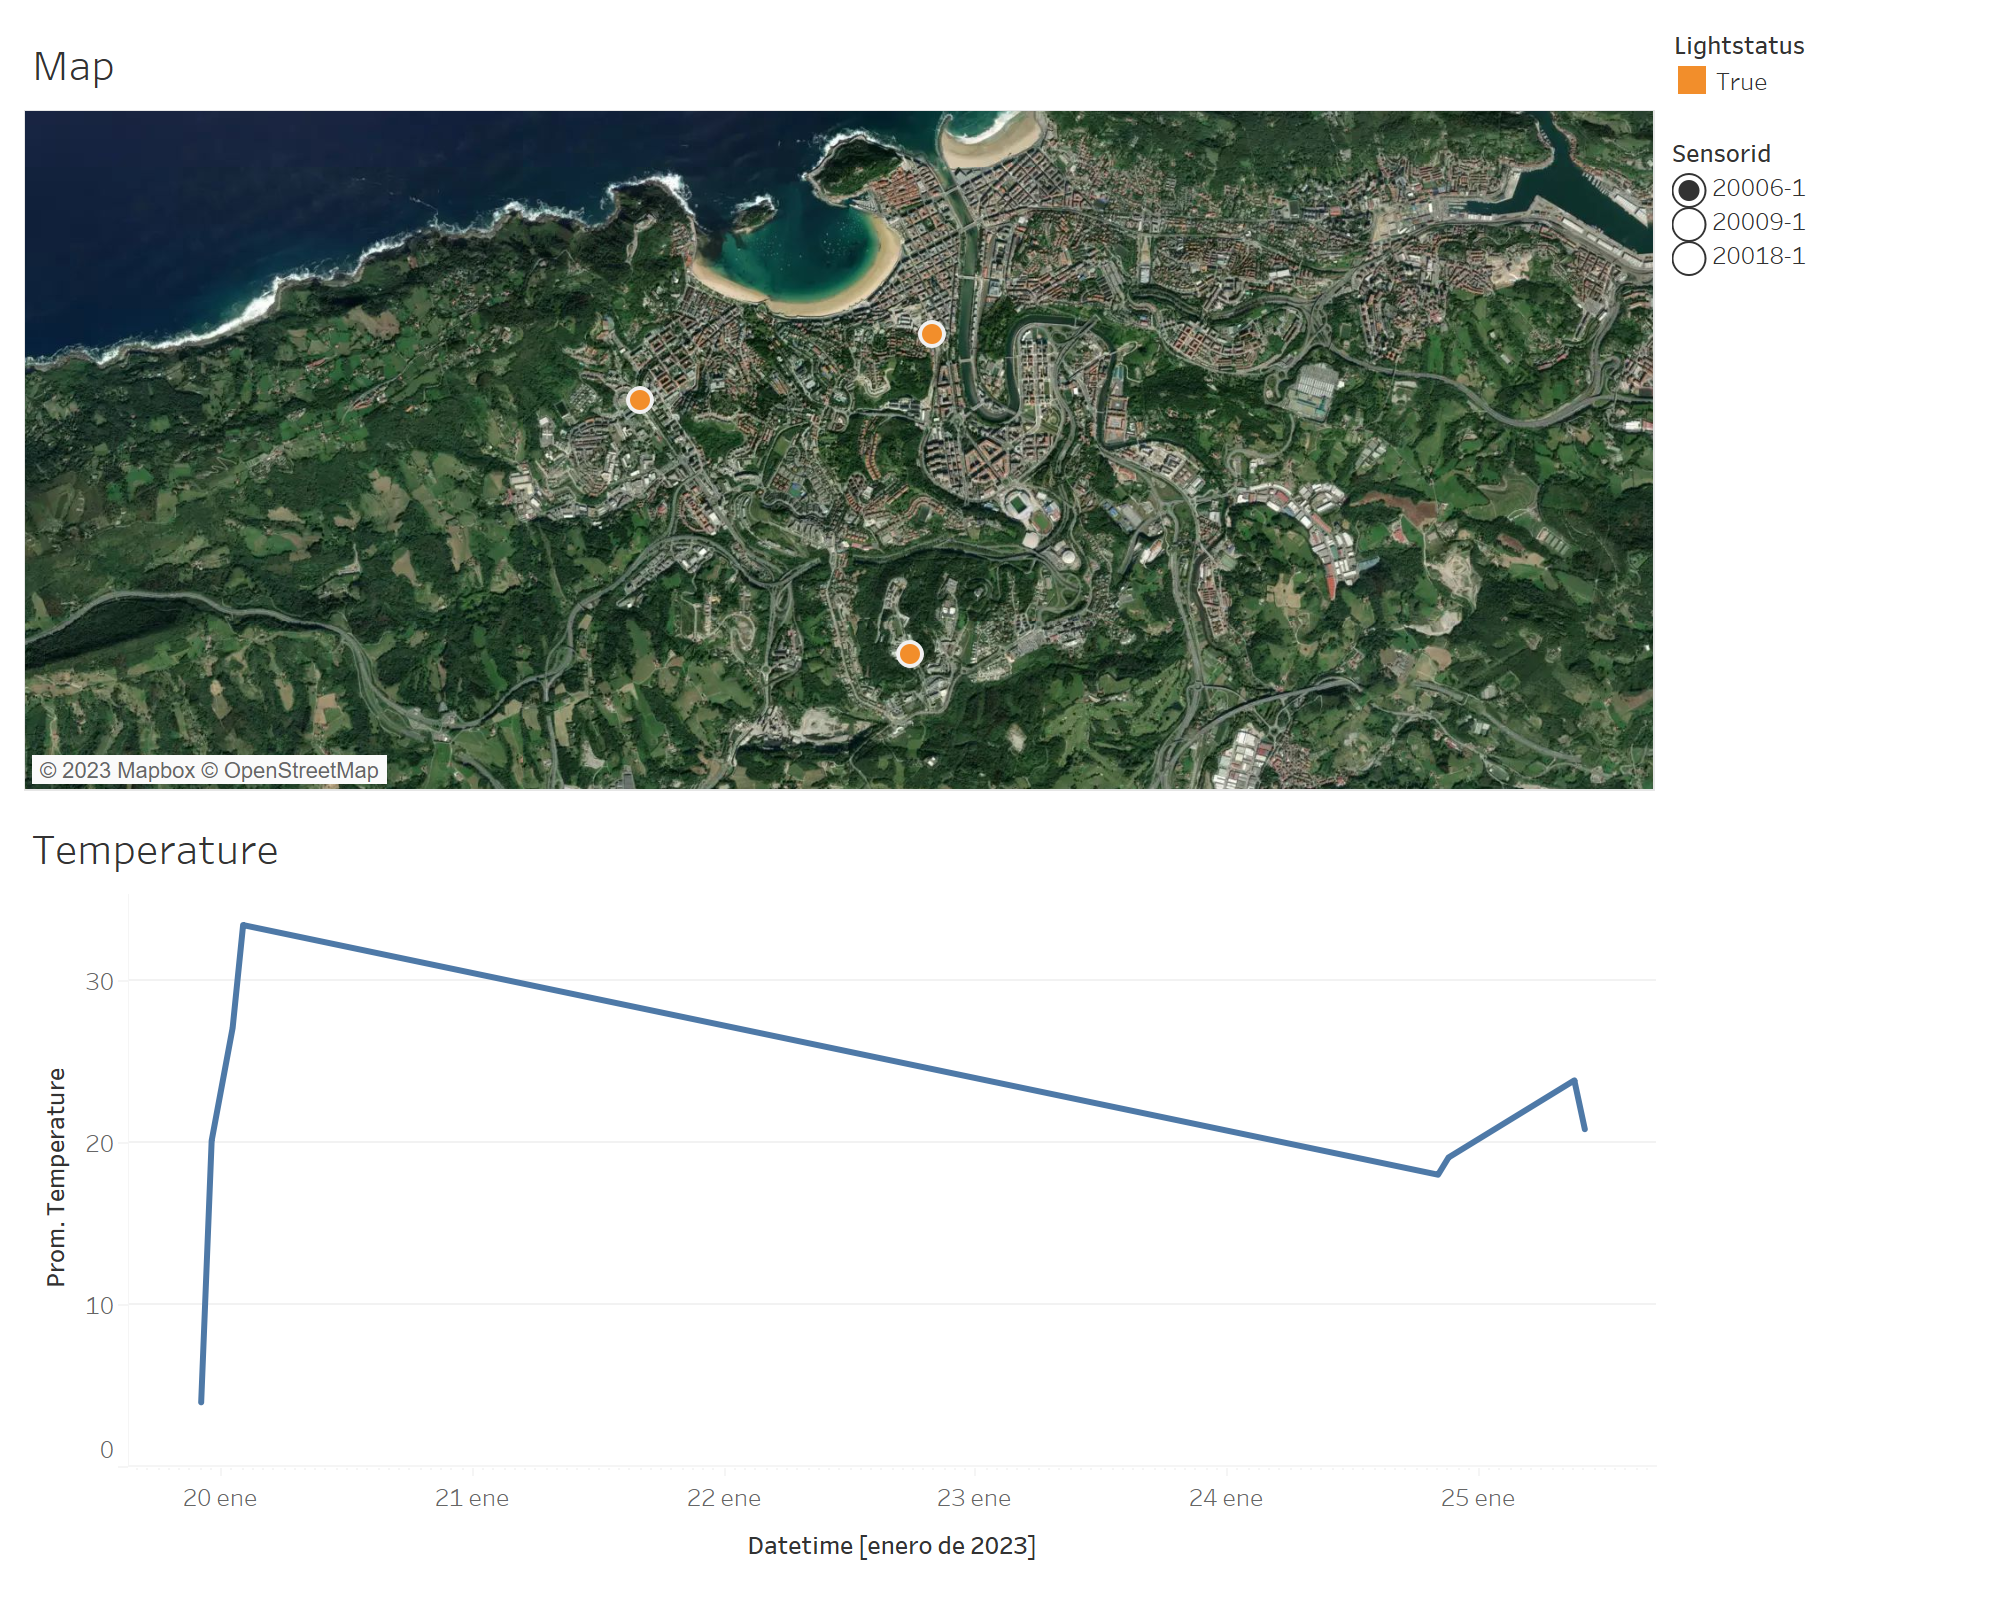 Map
Lightstatus
True
Sensorid
20006-1
20009-1
20018-1
© 2023 Mapbox © OpenStreetMap
Temperature
Prom. Temperature
30
20
10
0
20 ene
21 ene
22 ene
23 ene
24 ene
25 ene
Datetime [enero de 2023]